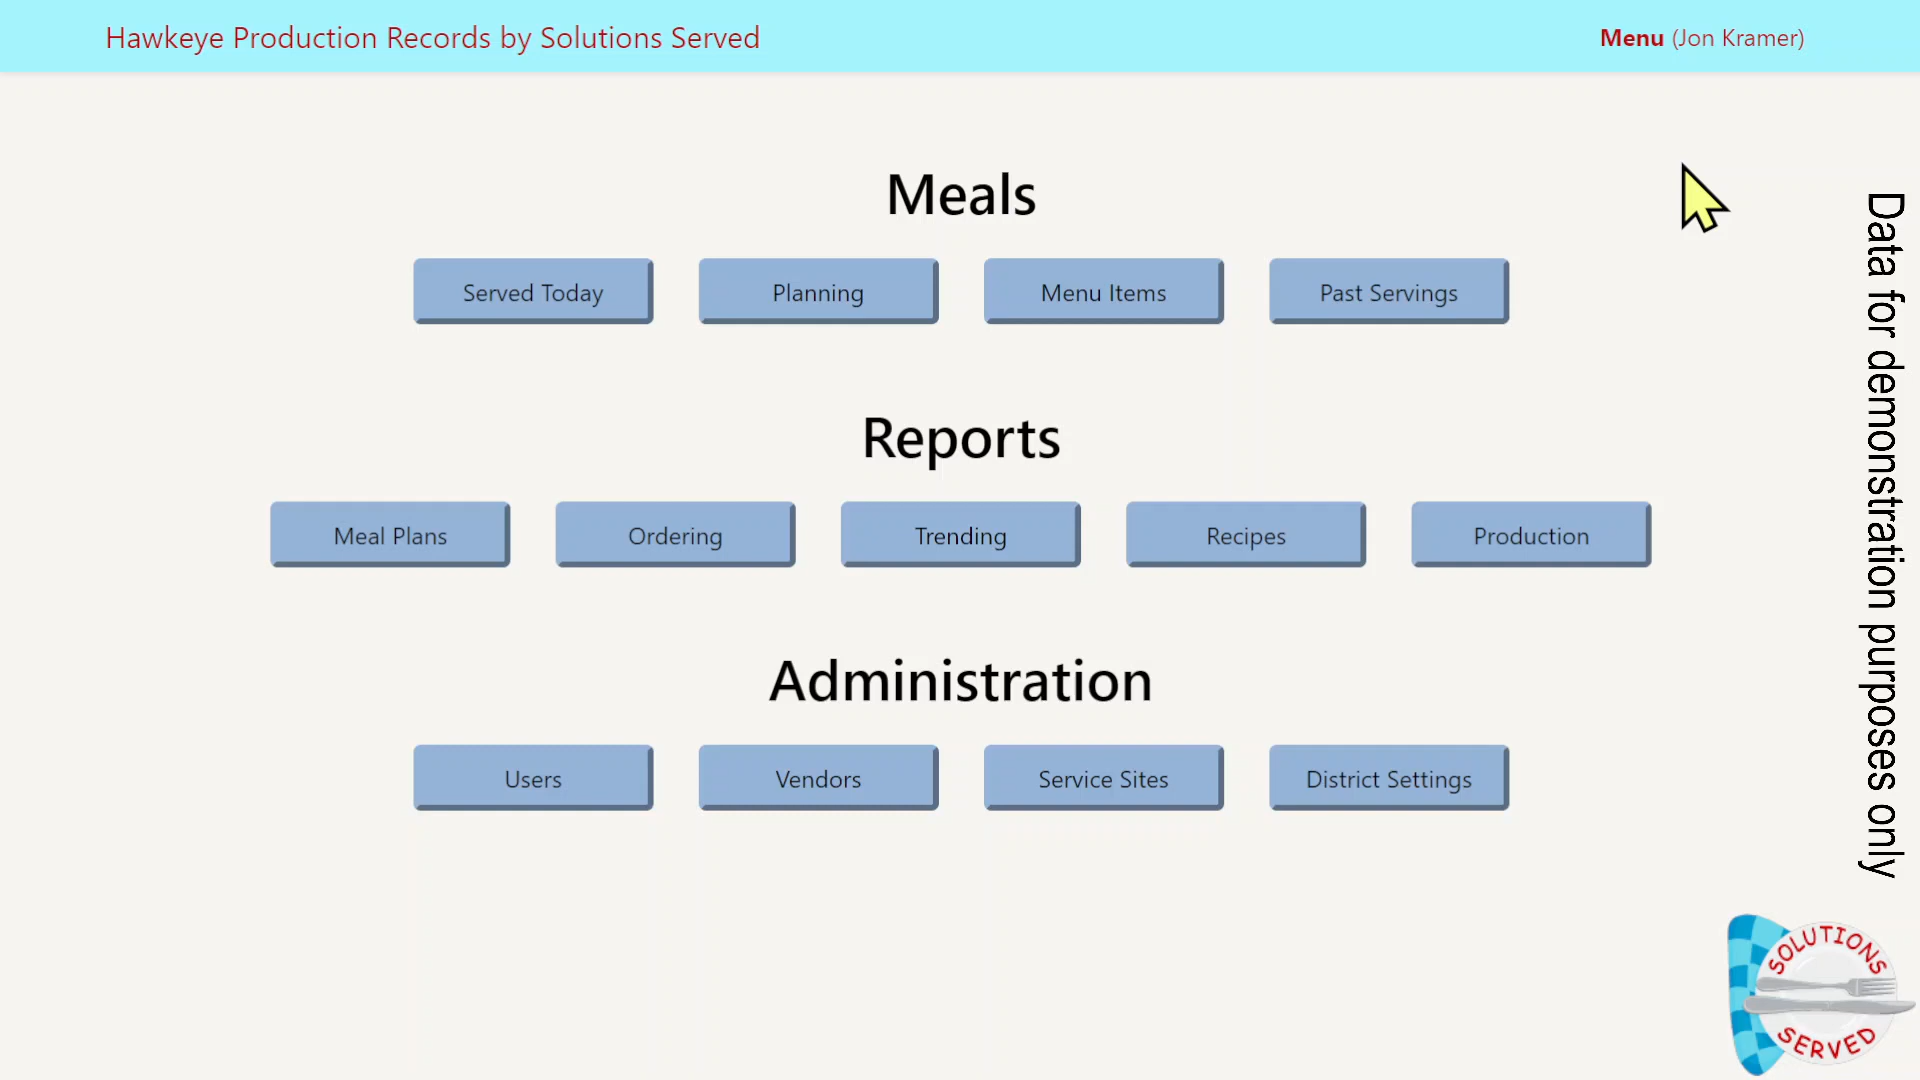 Hawkeye Production Records by Solutions Served
Menu (Jon Kramer)
Meals
Served Today
Planning
Menu Items
Past Servings
Reports
Meal Plans
Ordering
Trending
Recipes
Production
Administration
Users
Vendors
Service Sites
District Settings
Data for demonstration purposes only
SOLUTIONS
SERVED